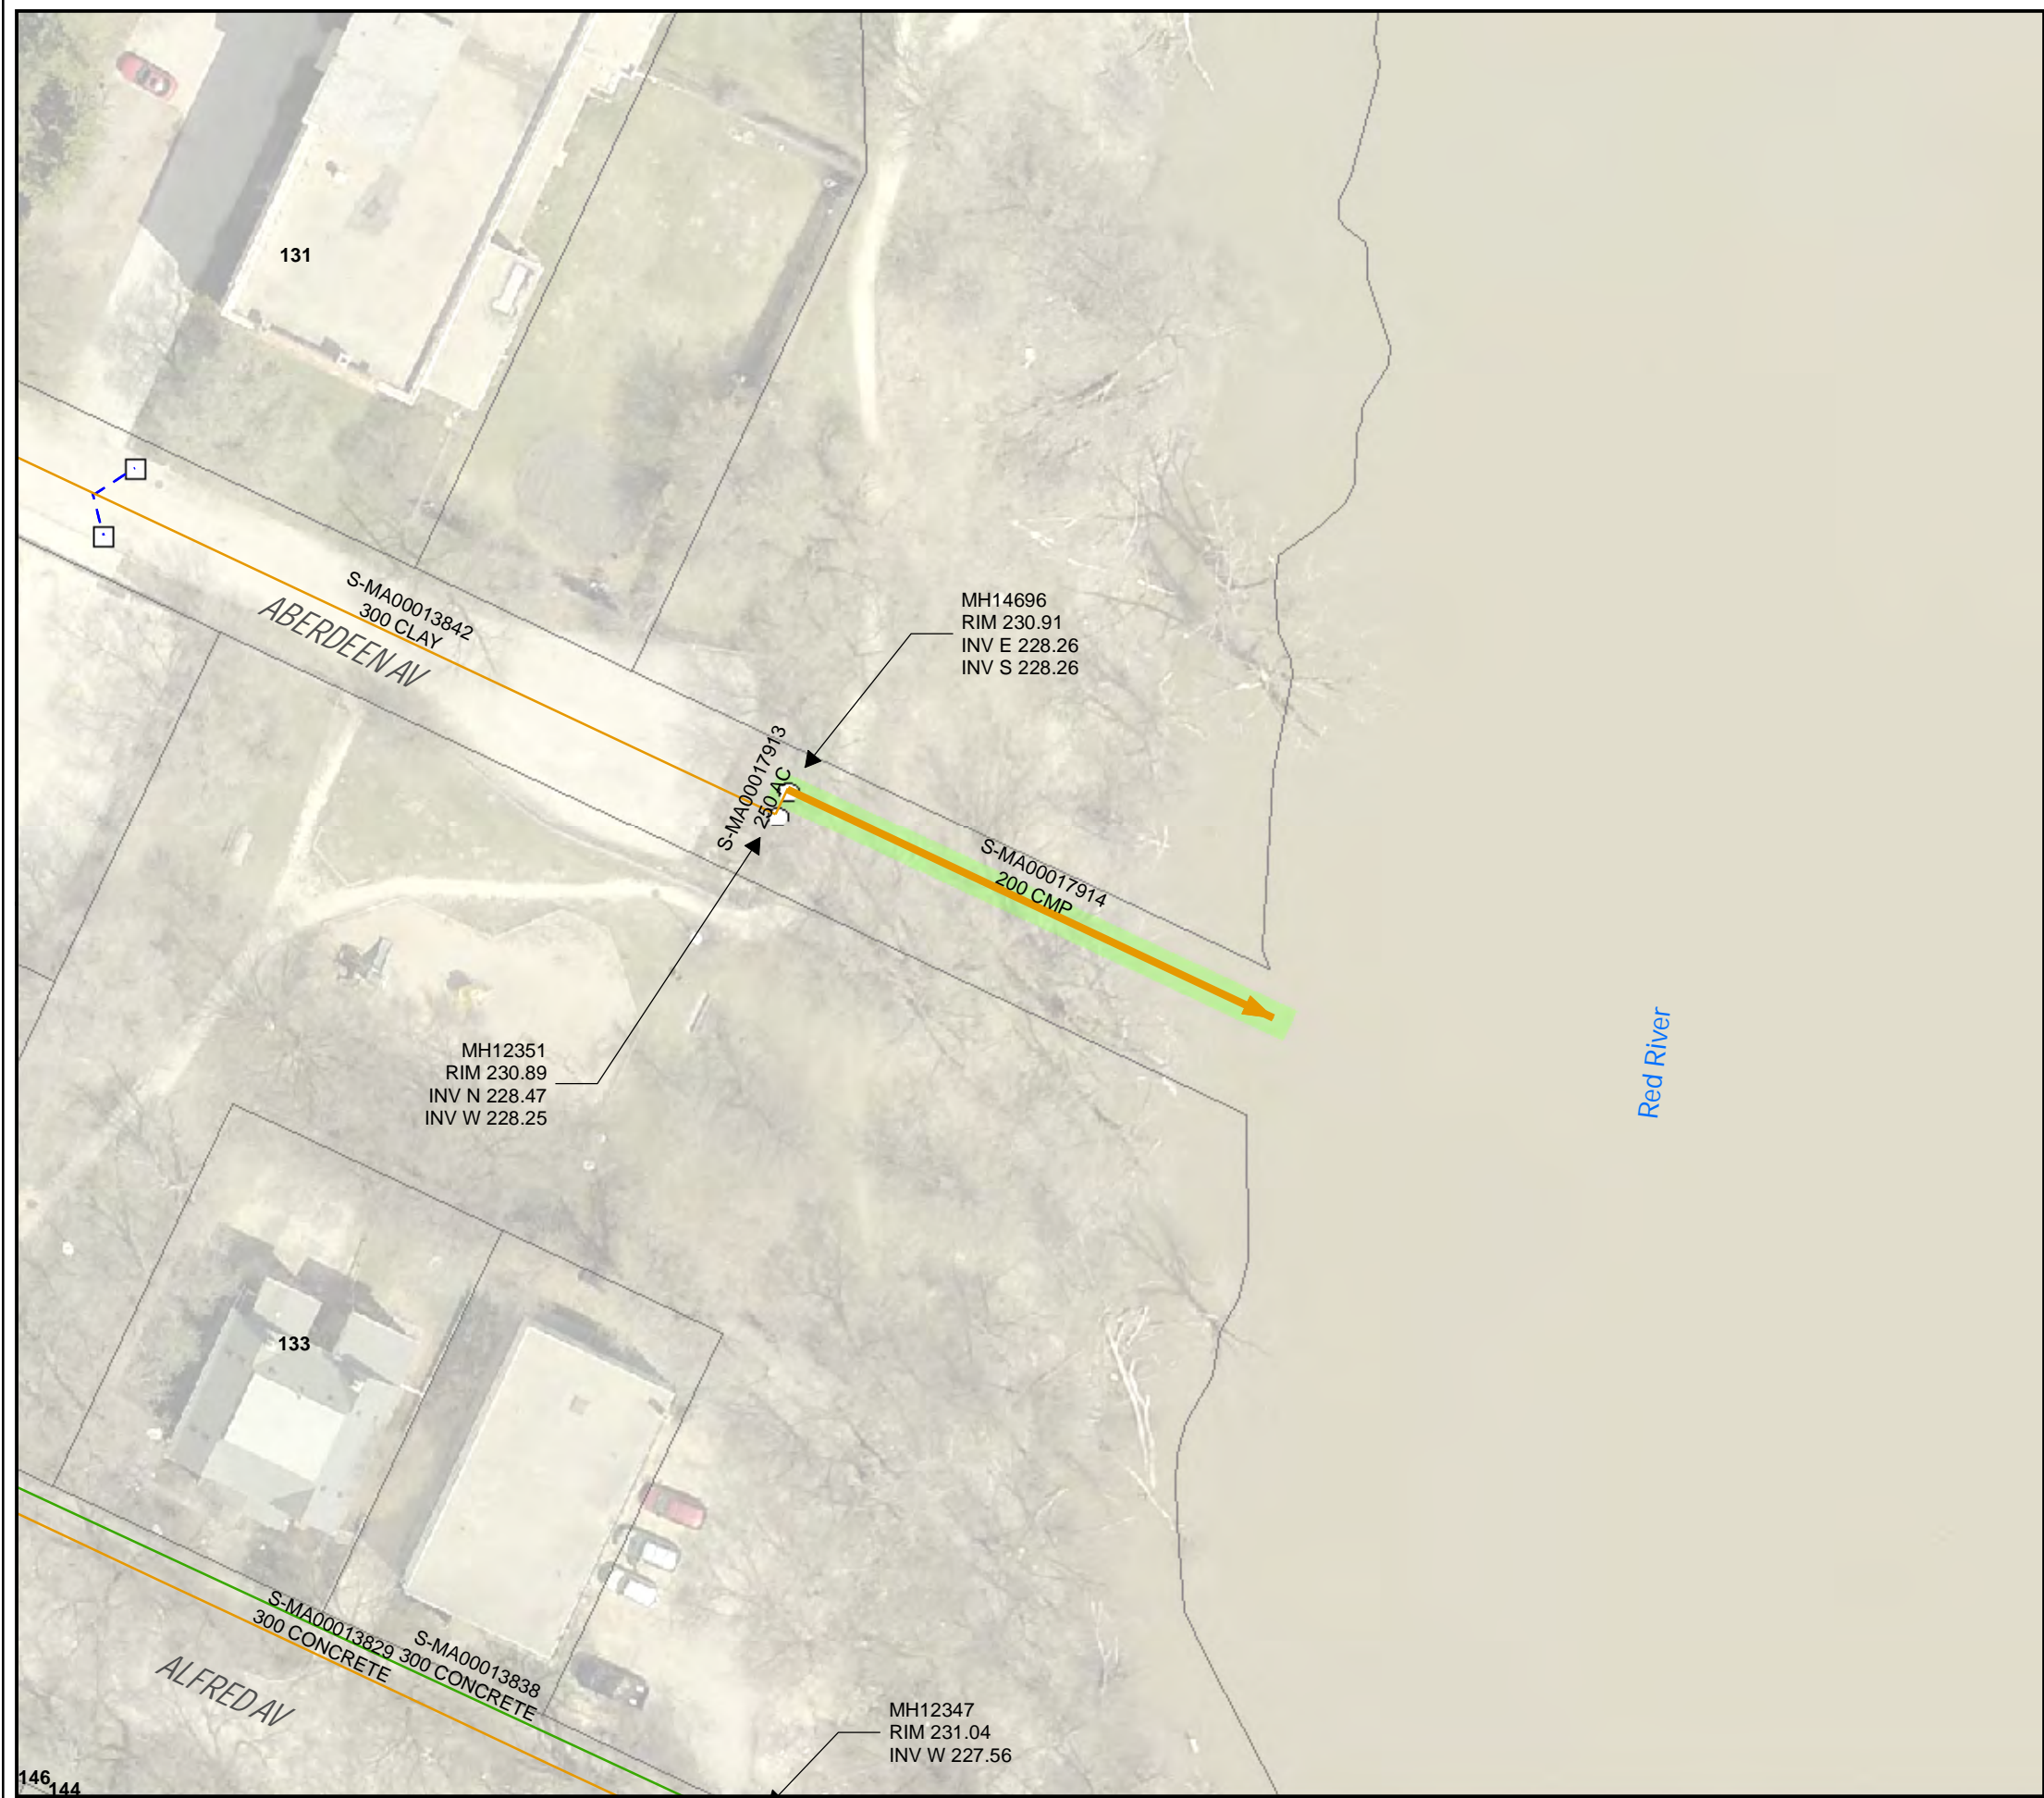 131
S-MA00013842
300 CLAY
ABERDEEN AV
MH14696
RIM 230.91
INV E 228.26
INV S 228.26
S-MA00017913
250 AC
S-MA00017914
200 CMP
Red River
MH12351
RIM 230.89
INV N 228.47
INV W 228.25
133
S-MA00013829
300 CONCRETE
S-MA00013838
300 CONCRETE
ALFRED AV
MH12347
RIM 231.04
INV W 227.56
146
144